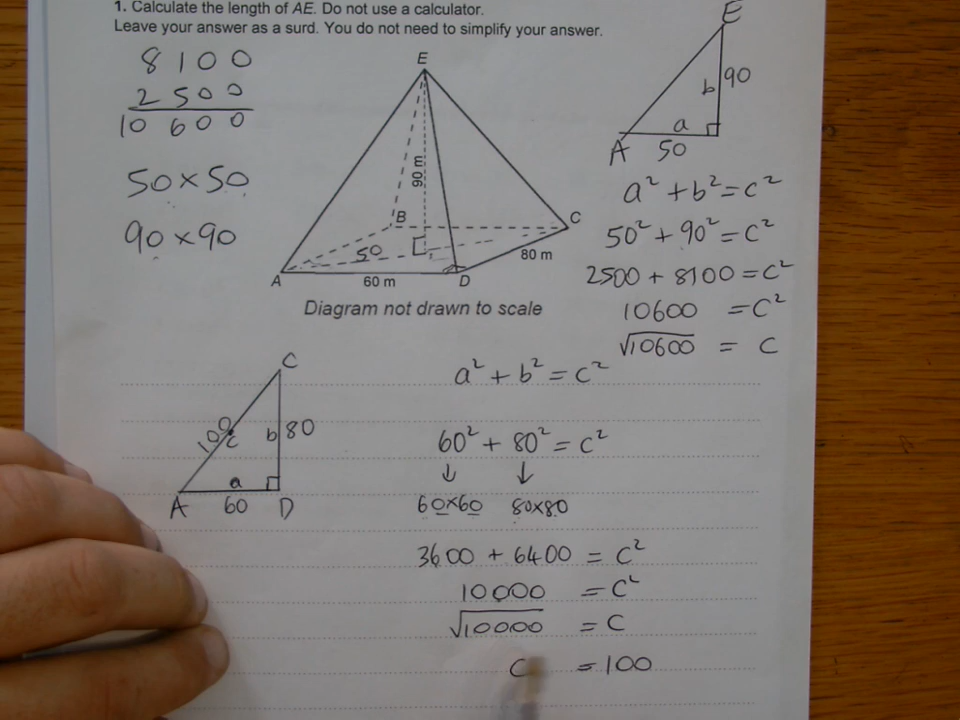 1. Calculate the length of AE. Do not use a calculator.
Leave your answer as a surd. You do not need to simplify your answer.
8100
2500
10600
50×50
90×90
E
90 m
B
C
50
A
60 m
D
80 m
Diagram not drawn to scale
E
b 90
a
A 50
a² + b² = c²
50² + 90² = c²
2500 + 8100 = c²
10600 = c²
√10600 = c
C
100 c
b 80
a
A 60 D
a² + b² = c²
60² + 80² = c²
↓ ↓
60×60 80×80
3600 + 6400 = c²
10000 = c²
√10000 = c
c = 100